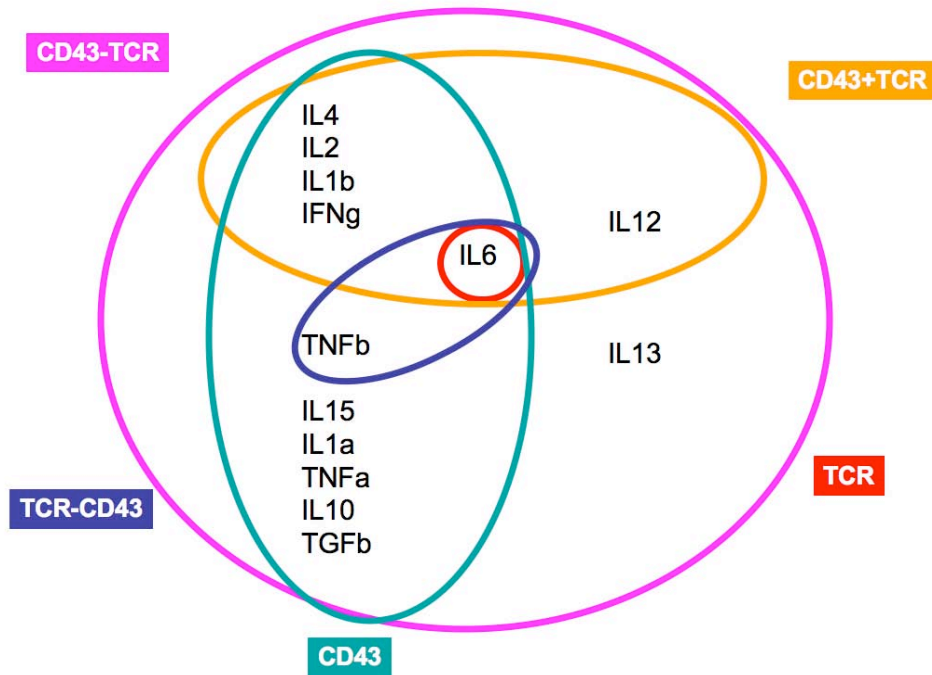 CD43-TCR
CD43+TCR
IL4
IL2
IL1b
IFNg
IL12
IL6
TNFb
IL13
IL15
IL1a
TNFa
IL10
TGFb
TCR
TCR-CD43
CD43